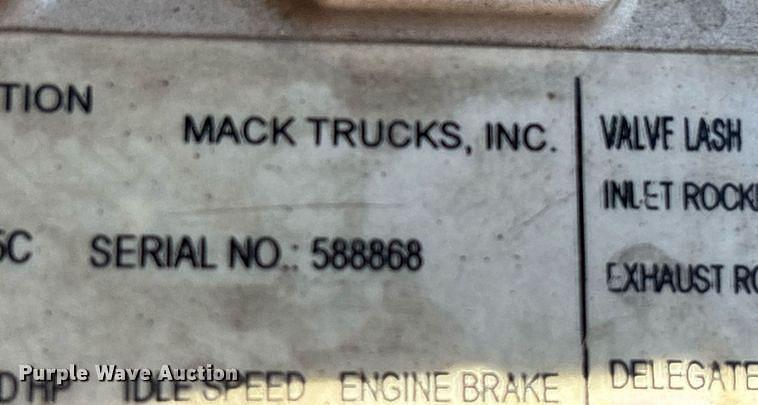 TION
MACK TRUCKS, INC.
VALVE LASH
INLET ROCK
5C SERIAL NO.: 588868
EXHAUST RO
D HP IDLE SPEED ENGINE BRAKE
DELEGATE
Purple Wave Auction